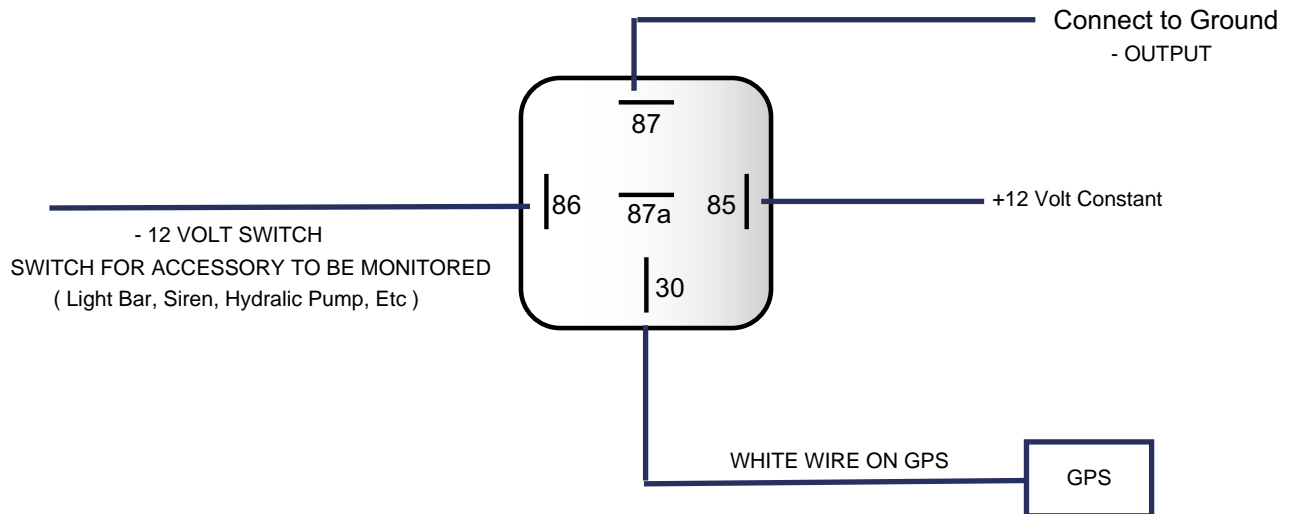 Connect to Ground
- OUTPUT
87
86
87a
85
+12 Volt Constant
- 12 VOLT SWITCH
SWITCH FOR ACCESSORY TO BE MONITORED
( Light Bar, Siren, Hydralic Pump, Etc )
30
WHITE WIRE ON GPS
GPS